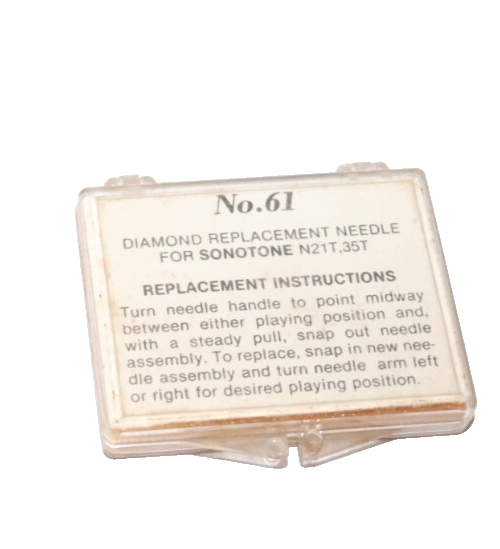 No.61
DIAMOND REPLACEMENT NEEDLE
FOR SONOTONE N21T,35T
REPLACEMENT INSTRUCTIONS
Turn needle handle to point midway
between either playing position and,
with a steady pull, snap out needle
assembly. To replace, snap in new nee-
dle assembly and turn needle arm left
or right for desired playing position.